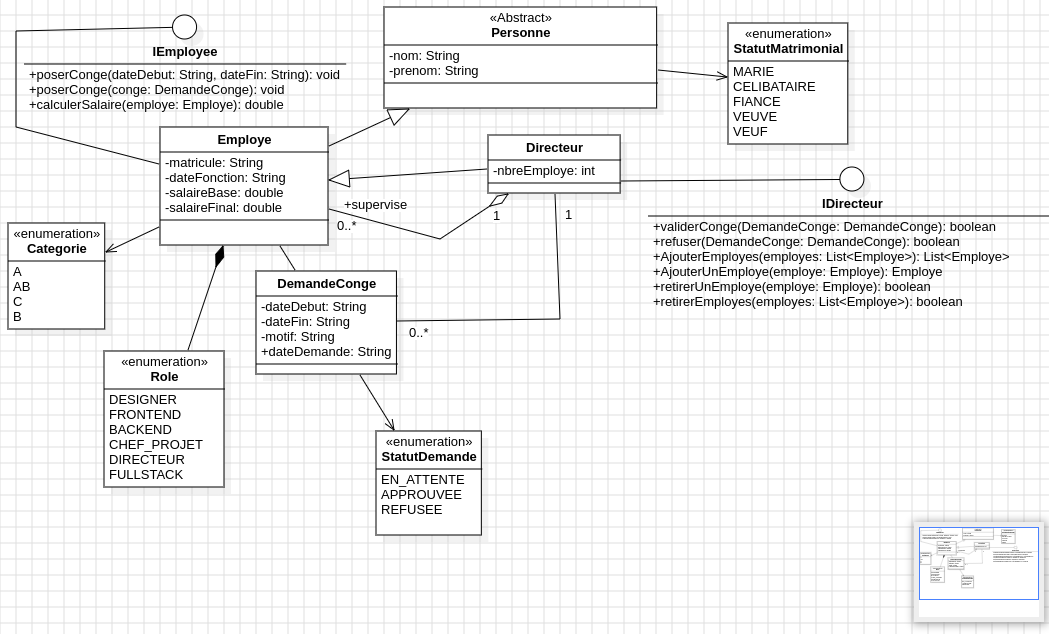 IEmployee
+poserConge(dateDebut: String, dateFin: String): void
+poserConge(conge: DemandeConge): void
+calculerSalaire(employe: Employe): double
«Abstract»
Personne
-nom: String
-prenom: String
«enumeration»
StatutMatrimonial
MARIE
CELIBATAIRE
FIANCE
VEUVE
VEUF
Employe
-matricule: String
-dateFonction: String
-salaireBase: double
-salaireFinal: double
Directeur
-nbreEmploye: int
+supervise
0..*
1
1
IDirecteur
+validerConge(DemandeConge: DemandeConge): boolean
+refuser(DemandeConge: DemandeConge): boolean
+AjouterEmployes(employes: List<Employe>): List<Employe>
+AjouterUnEmploye(employe: Employe): Employe
+retirerUnEmploye(employe: Employe): boolean
+retirerEmployes(employes: List<Employe>): boolean
«enumeration»
Categorie
A
AB
C
B
DemandeConge
-dateDebut: String
-dateFin: String
-motif: String
+dateDemande: String
0..*
«enumeration»
Role
DESIGNER
FRONTEND
BACKEND
CHEF_PROJET
DIRECTEUR
FULLSTACK
«enumeration»
StatutDemande
EN_ATTENTE
APPROUVEE
REFUSEE